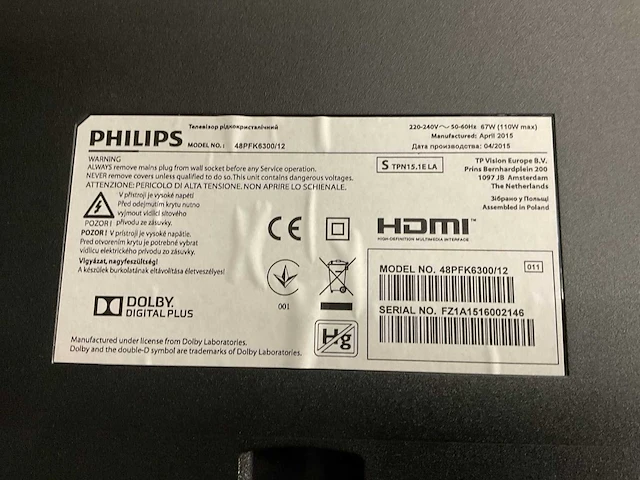 Телевізор рідкокристалічний
PHILIPS MODEL NO.: 48PFK6300/12
220-240V～ 50-60Hz 67W (110W max)
Manufactured: April 2015
Дата производства: 04/2015
WARNING
ALWAYS remove mains plug from wall socket before any Service operation.
NEVER remove covers unless qualified to do so. This unit contains dangerous voltages.
ATTENZIONE: PERICOLO DI ALTA TENSIONE. NON APRIRE LO SCHIENALE.
S TPN15.1E LA
TP Vision Europe B.V.
Prins Bernhardplein 200
1097 JB Amsterdam
The Netherlands
Зібрано у Польщі
Assembled in Poland
V přístroji je vysoké napětí
Před odejmutím krytu nutno
vyjmout vidlici síťového
POZOR! přívodu ze zásuvky.
POZOR! V prístroji je vysoké napätie.
Pred otvorením krytu je potrebné vybrať
vidlicu elektrického prívodu zo zásuvky.
Vigyázat, nagyfeszültség!
A készülek burkolatának eltávolítása életveszélyes!
CE
HDMI™
HIGH-DEFINITION MULTIMEDIA INTERFACE
001
Hg
MODEL NO. 48PFK6300/12 011
SERIAL NO. FZ1A1516002146
DOLBY
DIGITAL PLUS
Manufactured under license from Dolby Laboratories.
Dolby and the double-D symbol are trademarks of Dolby Laboratories.